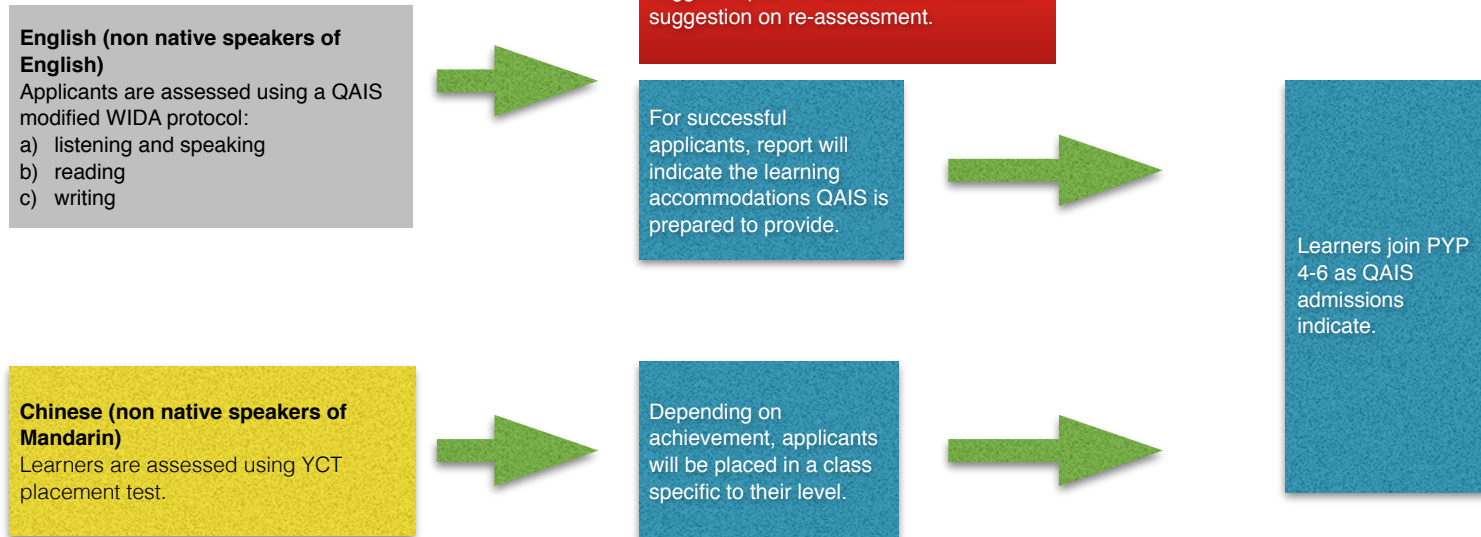 suggestion on re-assessment.
English (non native speakers of
English)
Applicants are assessed using a QAIS
modified WIDA protocol:
a) listening and speaking
b) reading
c) writing
For successful
applicants, report will
indicate the learning
accommodations QAIS is
prepared to provide.
Learners join PYP
4-6 as QAIS
admissions
indicate.
Chinese (non native speakers of
Mandarin)
Learners are assessed using YCT
placement test.
Depending on
achievement, applicants
will be placed in a class
specific to their level.